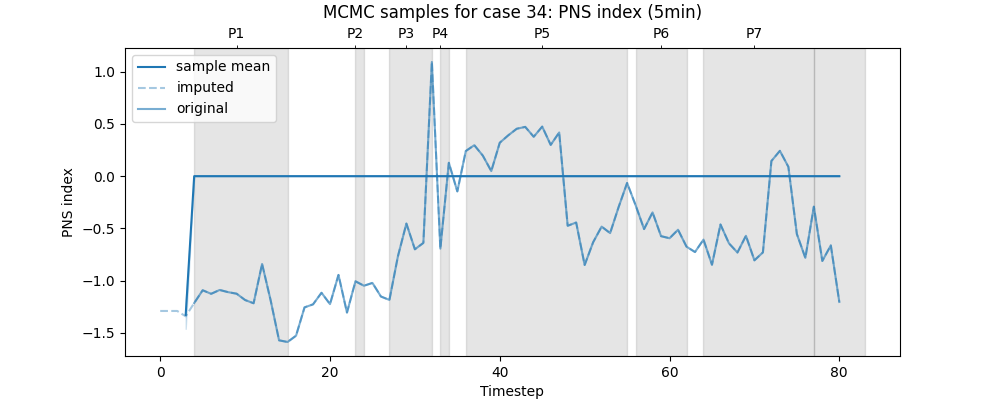 MCMC samples for case 34: PNS index (5min)
P1 P2 P3 P4 P5 P6 P7
sample mean
imputed
original
1.0
0.5
0.0
−0.5
−1.0
−1.5
PNS index
0 20 40 60 80
Timestep